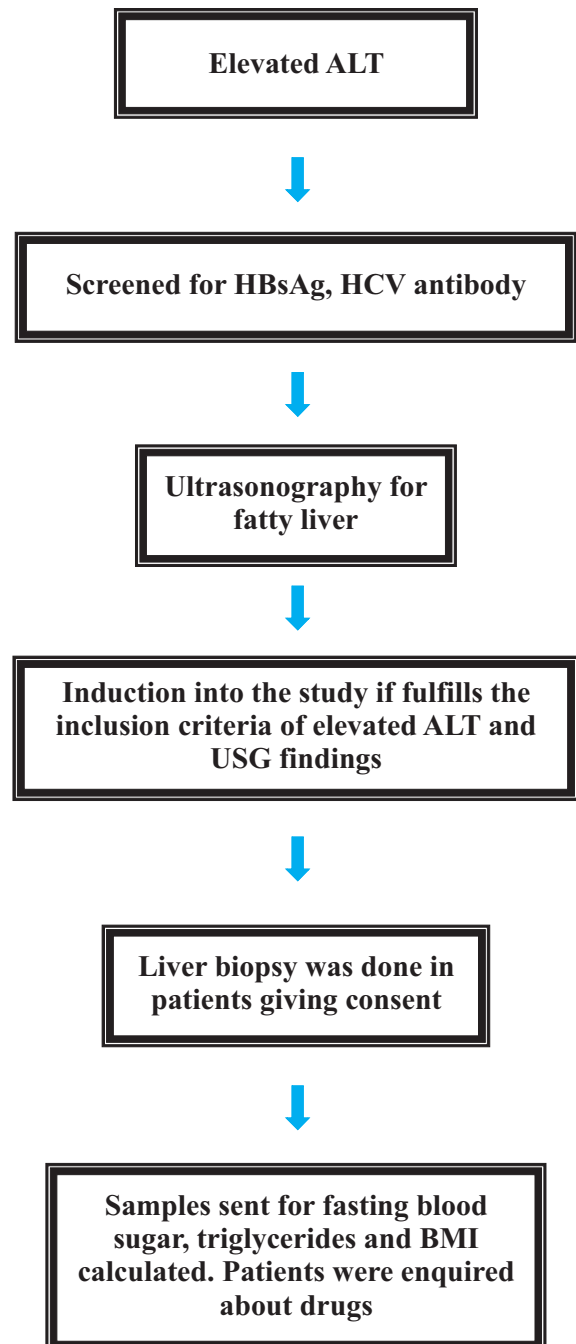 Elevated ALT
Screened for HBsAg, HCV antibody
Ultrasonography for
fatty liver
Induction into the study if fulfills the
inclusion criteria of elevated ALT and
USG findings
Liver biopsy was done in
patients giving consent
Samples sent for fasting blood
sugar, triglycerides and BMI
calculated. Patients were enquired
about drugs